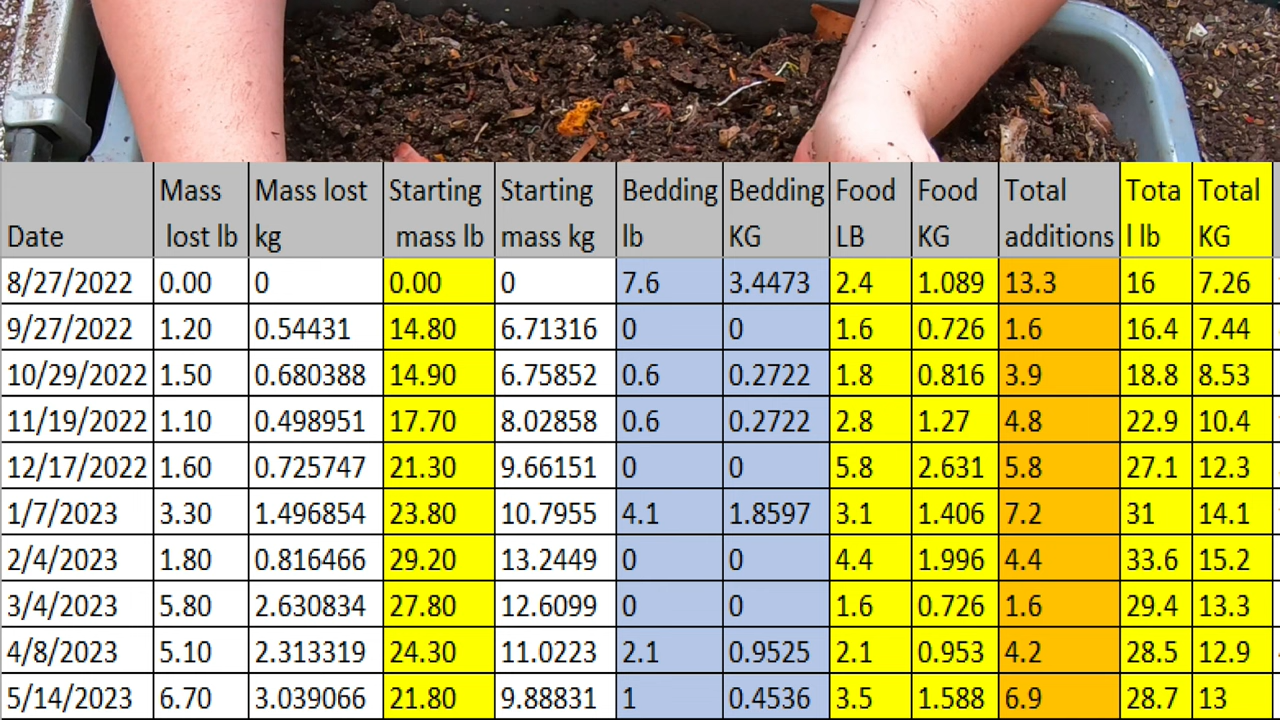 Date Mass lost lb Mass lost kg Starting mass lb Starting mass kg Bedding lb Bedding KG Food LB Food KG Total additions Total lb Total KG
8/27/2022 0.00 0 0.00 0 7.6 3.4473 2.4 1.089 13.3 16 7.26
9/27/2022 1.20 0.54431 14.80 6.71316 0 0 1.6 0.726 1.6 16.4 7.44
10/29/2022 1.50 0.680388 14.90 6.75852 0.6 0.2722 1.8 0.816 3.9 18.8 8.53
11/19/2022 1.10 0.498951 17.70 8.02858 0.6 0.2722 2.8 1.27 4.8 22.9 10.4
12/17/2022 1.60 0.725747 21.30 9.66151 0 0 5.8 2.631 5.8 27.1 12.3
1/7/2023 3.30 1.496854 23.80 10.7955 4.1 1.8597 3.1 1.406 7.2 31 14.1
2/4/2023 1.80 0.816466 29.20 13.2449 0 0 4.4 1.996 4.4 33.6 15.2
3/4/2023 5.80 2.630834 27.80 12.6099 0 0 1.6 0.726 1.6 29.4 13.3
4/8/2023 5.10 2.313319 24.30 11.0223 2.1 0.9525 2.1 0.953 4.2 28.5 12.9
5/14/2023 6.70 3.039066 21.80 9.88831 1 0.4536 3.5 1.588 6.9 28.7 13